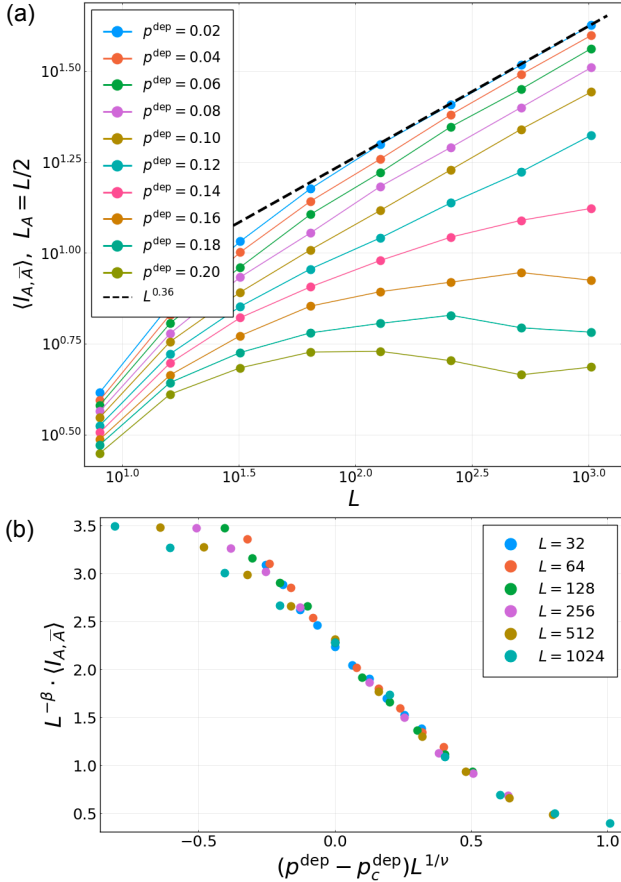 (a)
⟨I_{A,A̅}⟩, L_A = L/2
10^{1.50}
10^{1.25}
10^{1.00}
10^{0.75}
10^{0.50}
p^{dep} = 0.02
p^{dep} = 0.04
p^{dep} = 0.06
p^{dep} = 0.08
p^{dep} = 0.10
p^{dep} = 0.12
p^{dep} = 0.14
p^{dep} = 0.16
p^{dep} = 0.18
p^{dep} = 0.20
L^{0.36}
10^{1.0} 10^{1.5} 10^{2.0} 10^{2.5} 10^{3.0}
L
(b)
L^{−β} · ⟨I_{A,A̅}⟩
3.5
3.0
2.5
2.0
1.5
1.0
0.5
L = 32
L = 64
L = 128
L = 256
L = 512
L = 1024
−0.5 0.0 0.5 1.0
(p^{dep} − p_c^{dep})L^{1/ν}